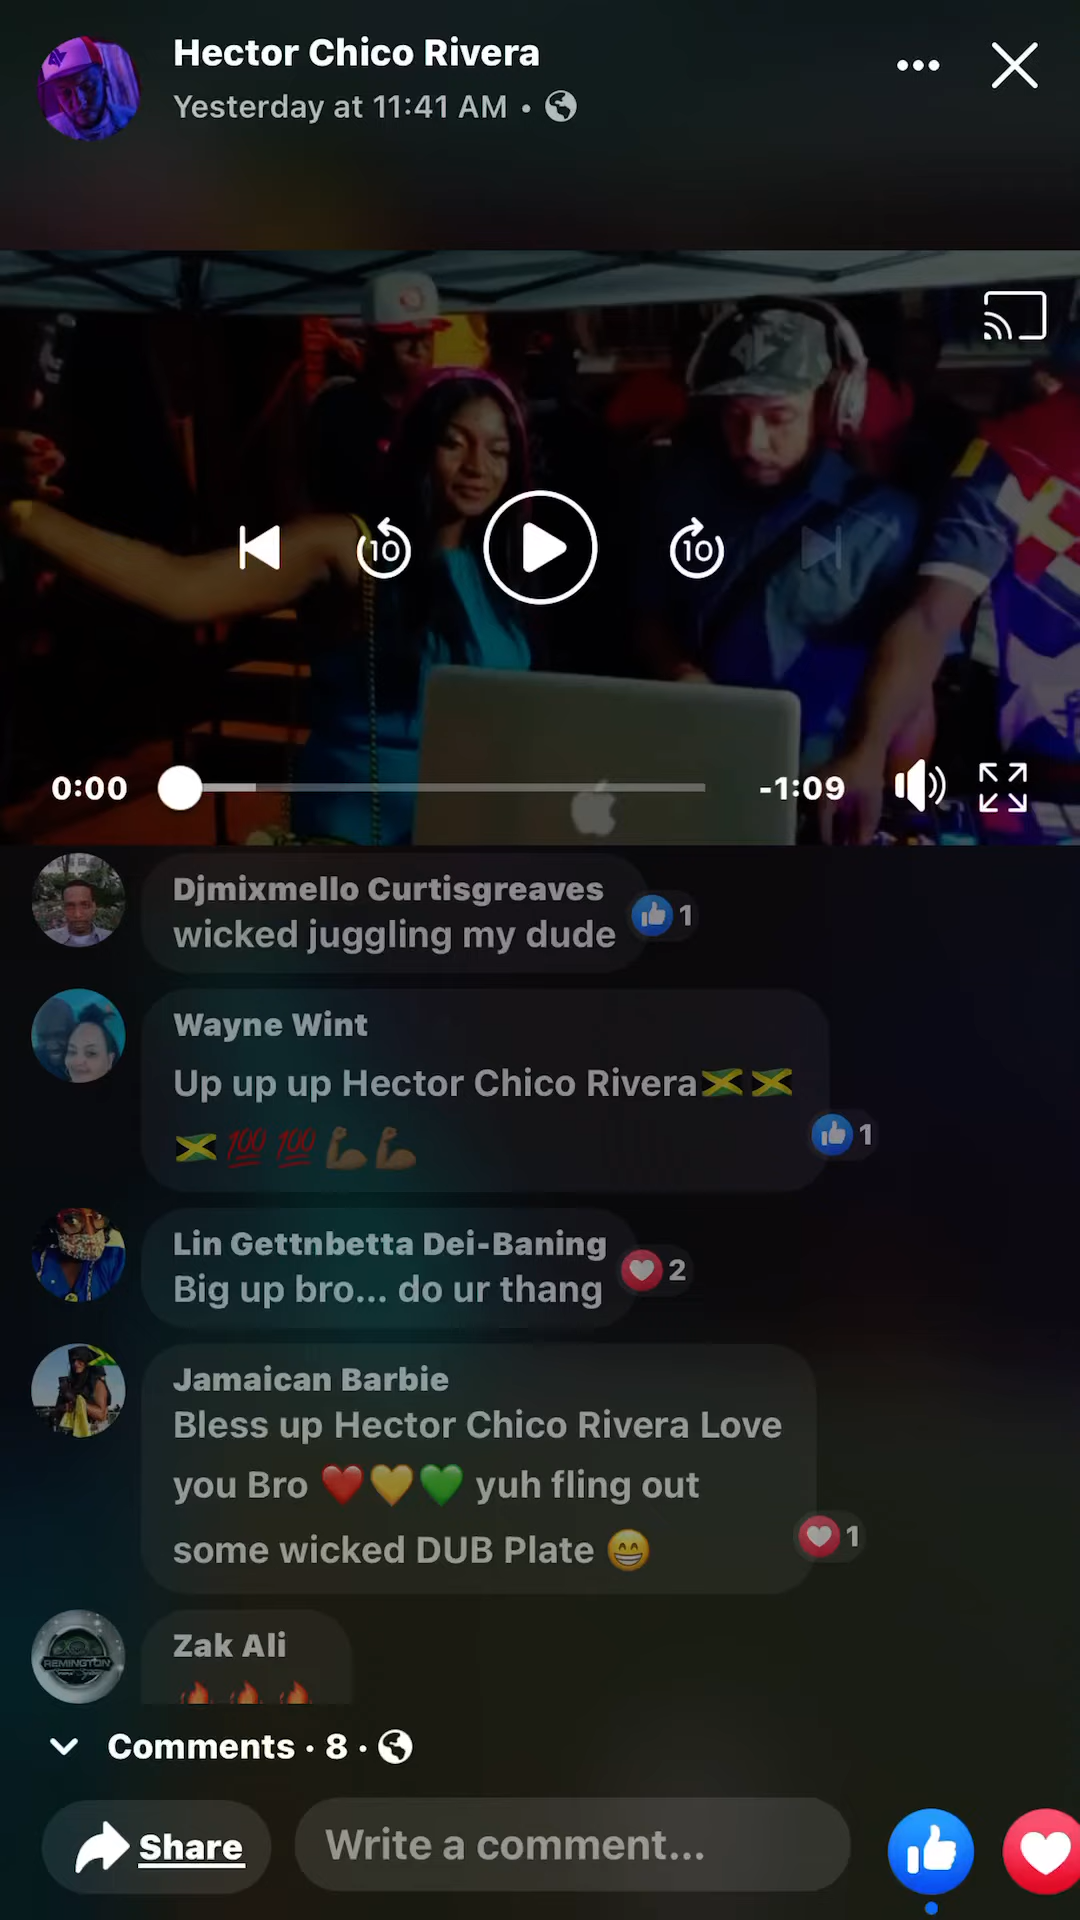 Hector Chico Rivera
Yesterday at 11:41 AM •
10
10
0:00
-1:09
Djmixmello Curtisgreaves
wicked juggling my dude
1
Wayne Wint
Up up up Hector Chico Rivera🇯🇲🇯🇲
🇯🇲💯💯💪🏽💪🏽
1
Lin Gettnbetta Dei-Baning
Big up bro... do ur thang
2
Jamaican Barbie
Bless up Hector Chico Rivera Love
you Bro ❤️💛💚 yuh fling out
some wicked DUB Plate 😁
1
REMINGTON
Zak Ali
🔥🔥🔥
Comments · 8 ·
Share
Write a comment...